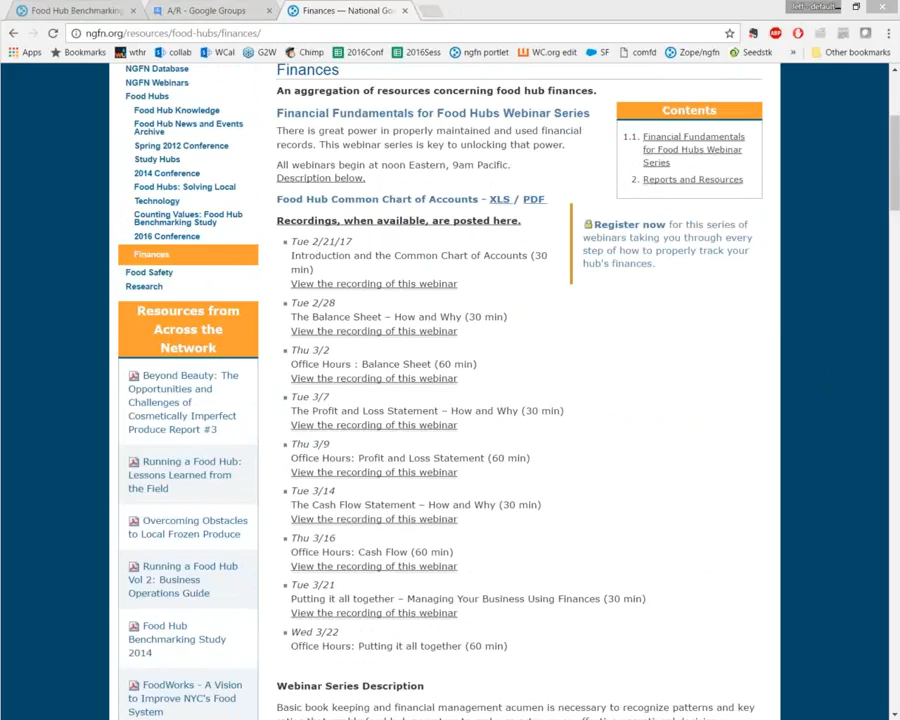 Food Hub Benchmarking
A/R - Google Groups
Finances — National Go
jeff - default
ngfn.org/resources/food-hubs/finances/
Apps Bookmarks wthr collab WCal G2W Chimp 2016Conf 2016Sess ngfn portlet WC.org edit SF comfd Zope/ngfn Seedstk » Other bookmarks
NGFN Database
NGFN Webinars
Food Hubs
Food Hub Knowledge
Food Hub News and Events
Archive
Spring 2012 Conference
Study Hubs
2014 Conference
Food Hubs: Solving Local
Technology
Counting Values: Food Hub
Benchmarking Study
2016 Conference
Finances
Food Safety
Research
Resources from
Across the
Network
Beyond Beauty: The
Opportunities and
Challenges of
Cosmetically Imperfect
Produce Report #3
Running a Food Hub:
Lessons Learned from
the Field
Overcoming Obstacles
to Local Frozen Produce
Running a Food Hub
Vol 2: Business
Operations Guide
Food Hub
Benchmarking Study
2014
FoodWorks - A Vision
to Improve NYC's Food
System
Finances
An aggregation of resources concerning food hub finances.
Financial Fundamentals for Food Hubs Webinar Series
There is great power in properly maintained and used financial
records. This webinar series is key to unlocking that power.
All webinars begin at noon Eastern, 9am Pacific.
Description below.
Food Hub Common Chart of Accounts - XLS / PDF
Recordings, when available, are posted here.
Tue 2/21/17
Introduction and the Common Chart of Accounts (30
min)
View the recording of this webinar
Tue 2/28
The Balance Sheet – How and Why (30 min)
View the recording of this webinar
Thu 3/2
Office Hours : Balance Sheet (60 min)
View the recording of this webinar
Tue 3/7
The Profit and Loss Statement – How and Why (30 min)
View the recording of this webinar
Thu 3/9
Office Hours: Profit and Loss Statement (60 min)
View the recording of this webinar
Tue 3/14
The Cash Flow Statement – How and Why (30 min)
View the recording of this webinar
Thu 3/16
Office Hours: Cash Flow (60 min)
View the recording of this webinar
Tue 3/21
Putting it all together – Managing Your Business Using Finances (30 min)
View the recording of this webinar
Wed 3/22
Office Hours: Putting it all together (60 min)
Webinar Series Description
Basic book keeping and financial management acumen is necessary to recognize patterns and key
Contents
1.1. Financial Fundamentals
for Food Hubs Webinar
Series
2. Reports and Resources
Register now for this series of
webinars taking you through every
step of how to properly track your
hub's finances.